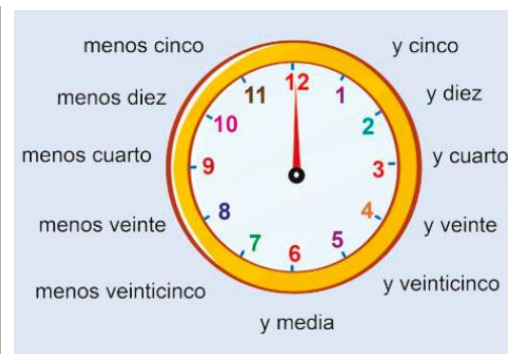 menos cinco
y cinco
menos diez
y diez
menos cuarto
y cuarto
menos veinte
y veinte
menos veinticinco
y veinticinco
y media
12
1
2
3
4
5
6
7
8
9
10
11